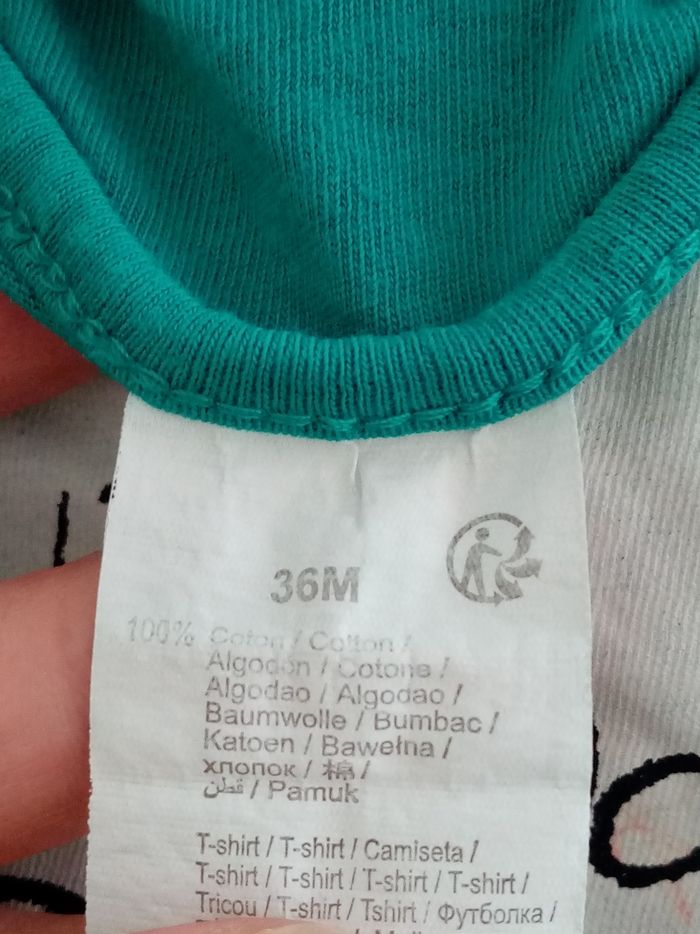 36M
100% Coton / Cotton /
Algodón / Cotone /
Algodao / Algodao /
Baumwolle / Bumbac /
Katoen / Bawełna /
хлопок / 棉 /
قطن / Pamuk
T-shirt / T-shirt / Camiseta /
T-shirt / T-shirt / T-shirt / T-shirt /
Tricou / T-shirt / Tshirt / Футболка /